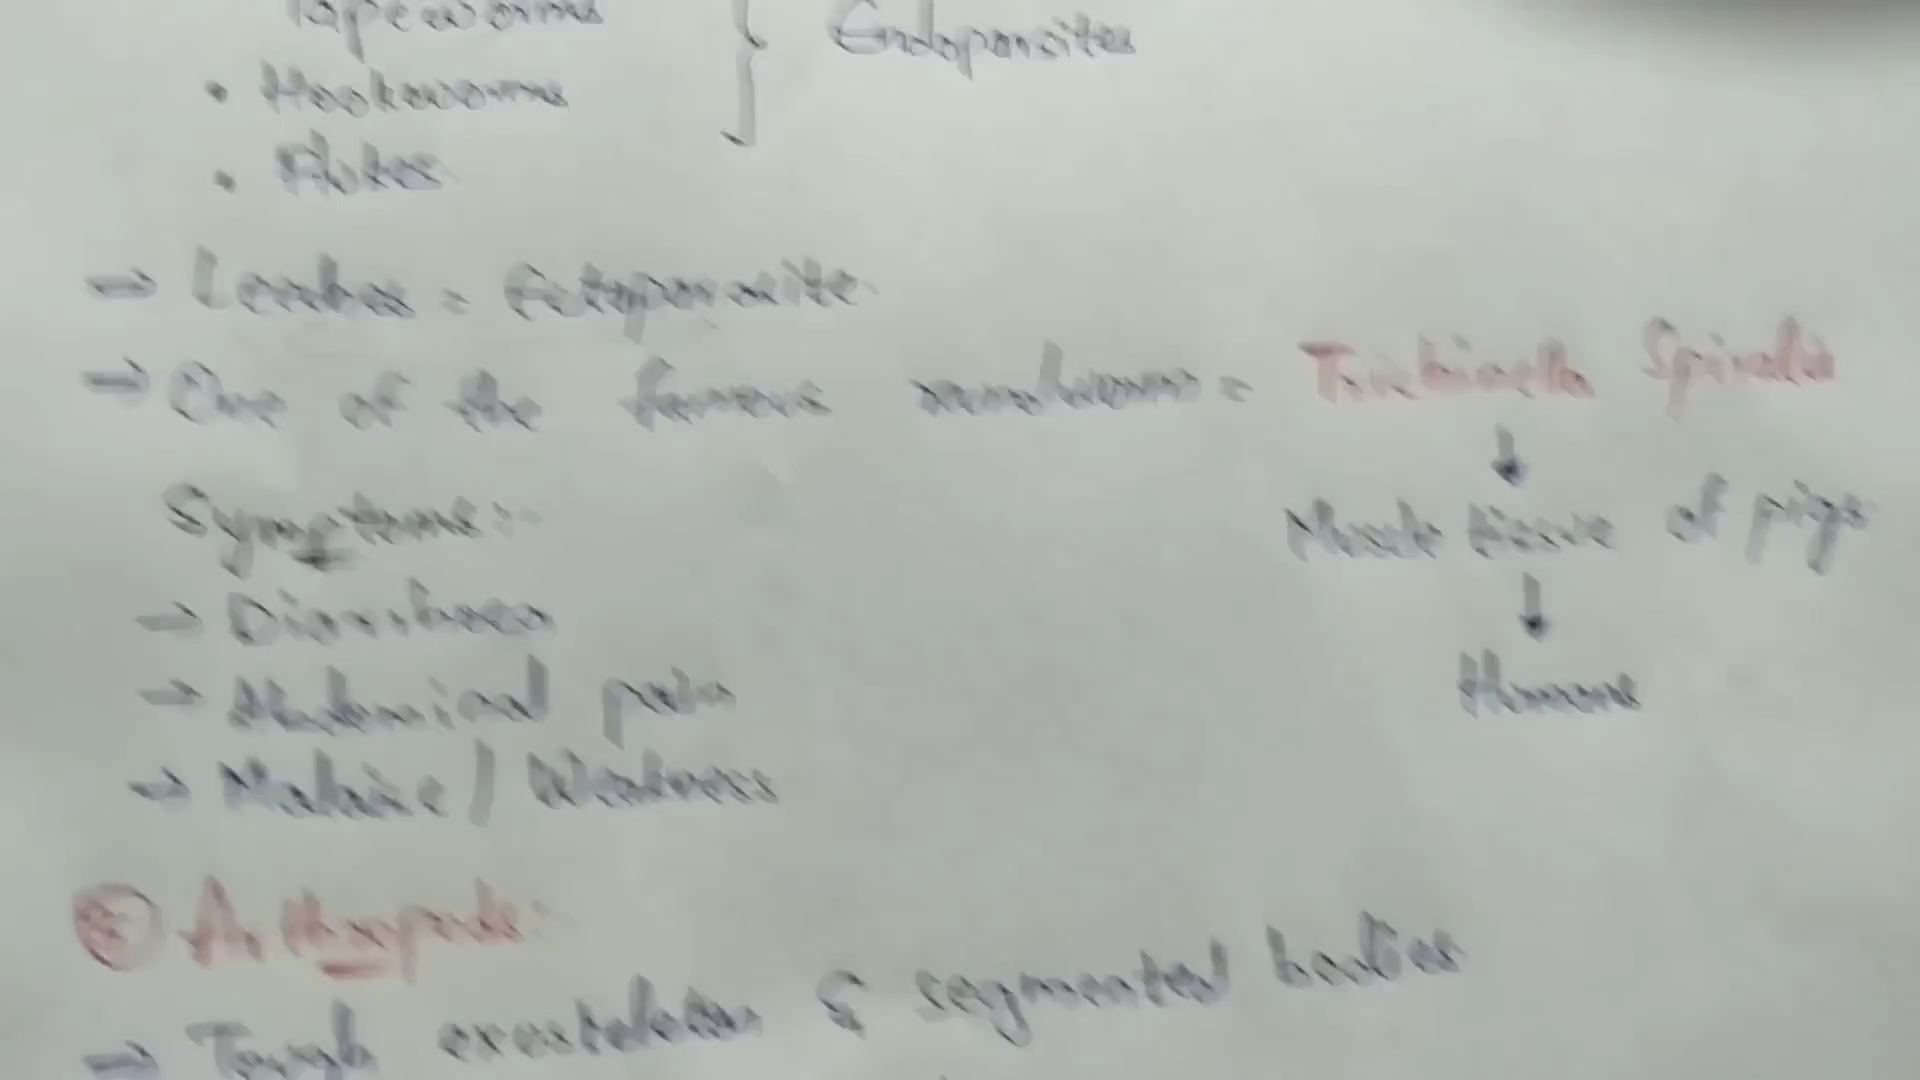 Tapeworms
Endoparasites
• Hookworms
• Flukes
→ Leeches = Ectoparasite
→ One of the famous roundworms = Trichinella Spiralis
↓
Muscle tissue of pigs
↓
Humans
Symptoms:-
→ Diarrhoea
→ Abdominal pain
→ Malaise / Weakness
Arthropods:-
→ Tough exoskeleton & segmented bodies